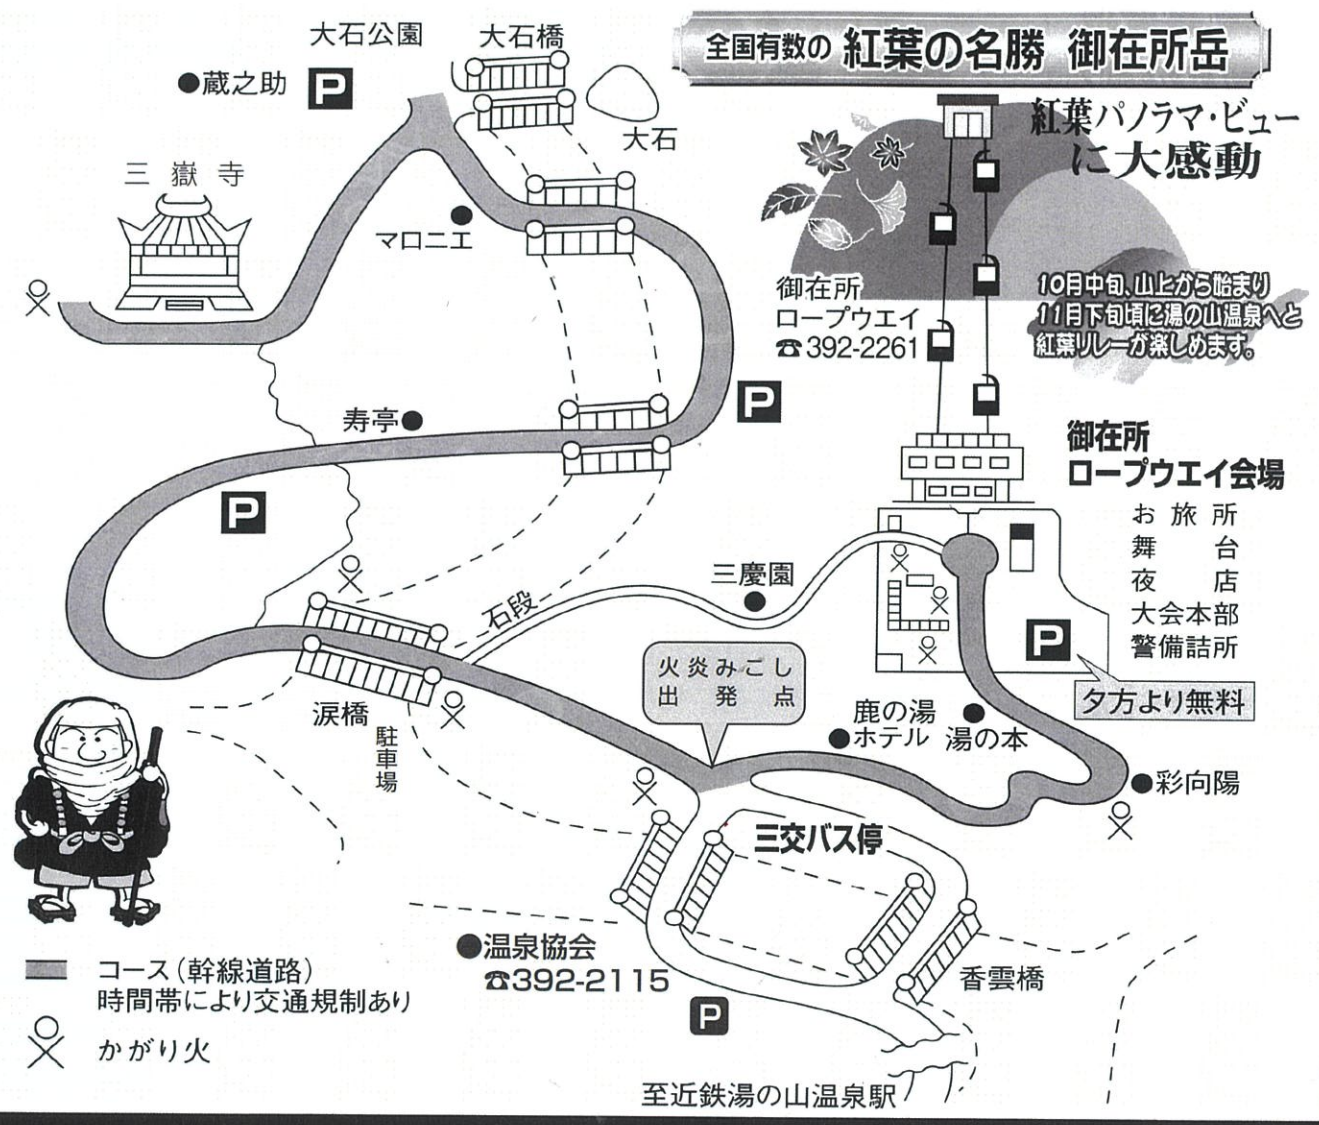 全国有数の 紅葉の名勝 御在所岳
紅葉パノラマ・ビュー
に大感動
10月中旬、山上から始まり
11月下旬頃に湯の山温泉へと
紅葉リレーが楽しめます。
大石公園
大石橋
蔵之助
P
大石
三嶽寺
マロニエ
御在所
ロープウエイ
☎392-2261
P
寿亭
御在所
ロープウエイ会場
お旅所
舞台
夜店
大会本部
警備詰所
P
三慶園
石段
P
夕方より無料
火炎みこし
出発点
涙橋
駐車場
鹿の湯
ホテル
湯の本
彩向陽
三交バス停
温泉協会
☎392-2115
香雲橋
P
至近鉄湯の山温泉駅
コース(幹線道路)
時間帯により交通規制あり
かがり火